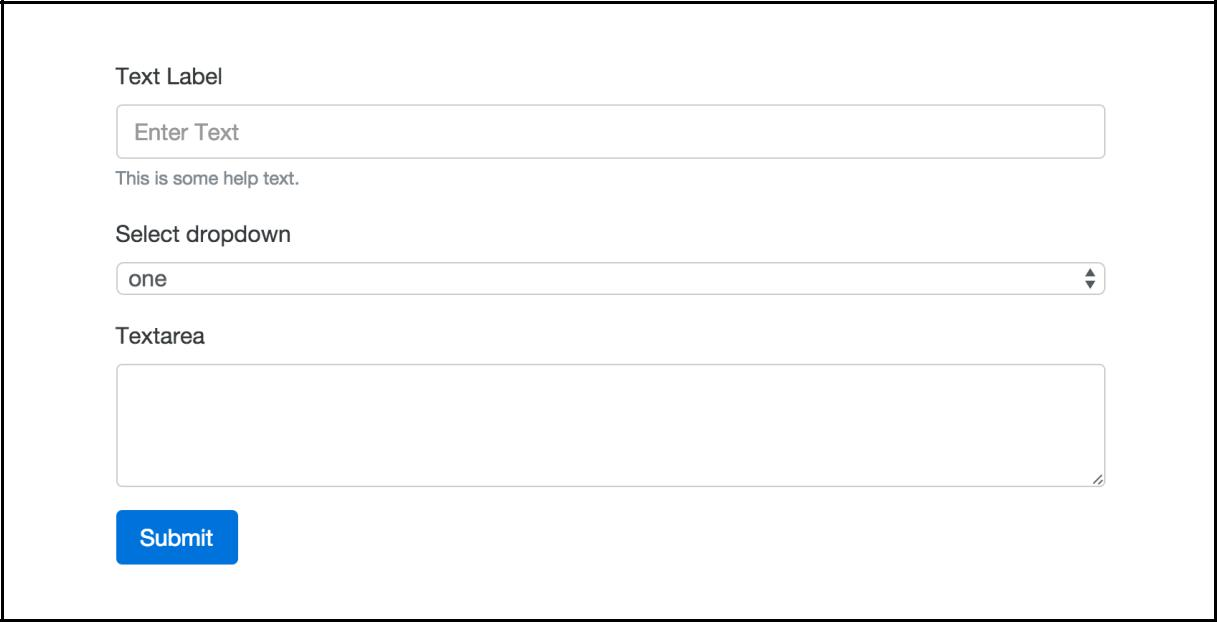 Text Label
Enter Text
This is some help text.
Select dropdown
one
Textarea
Submit